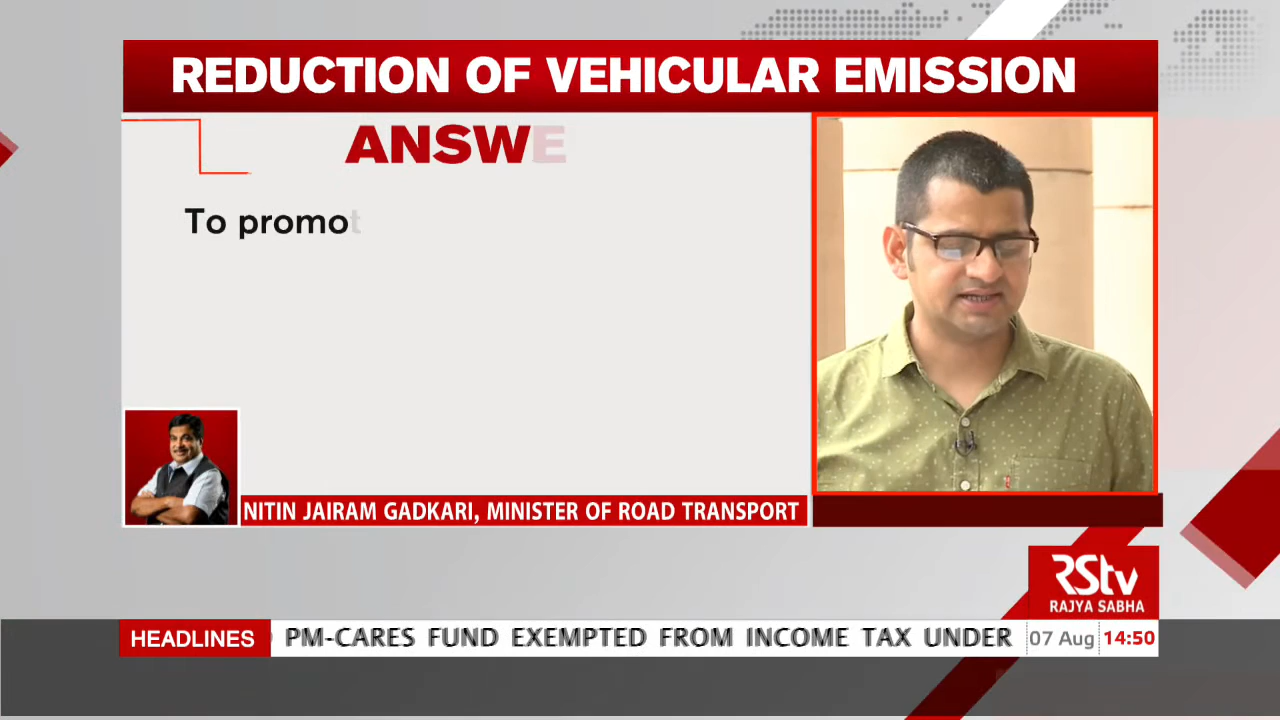 REDUCTION OF VEHICULAR EMISSION
ANSWE
To promot
NITIN JAIRAM GADKARI, MINISTER OF ROAD TRANSPORT
RStv
RAJYA SABHA
HEADLINES PM-CARES FUND EXEMPTED FROM INCOME TAX UNDER 07 Aug 14:50